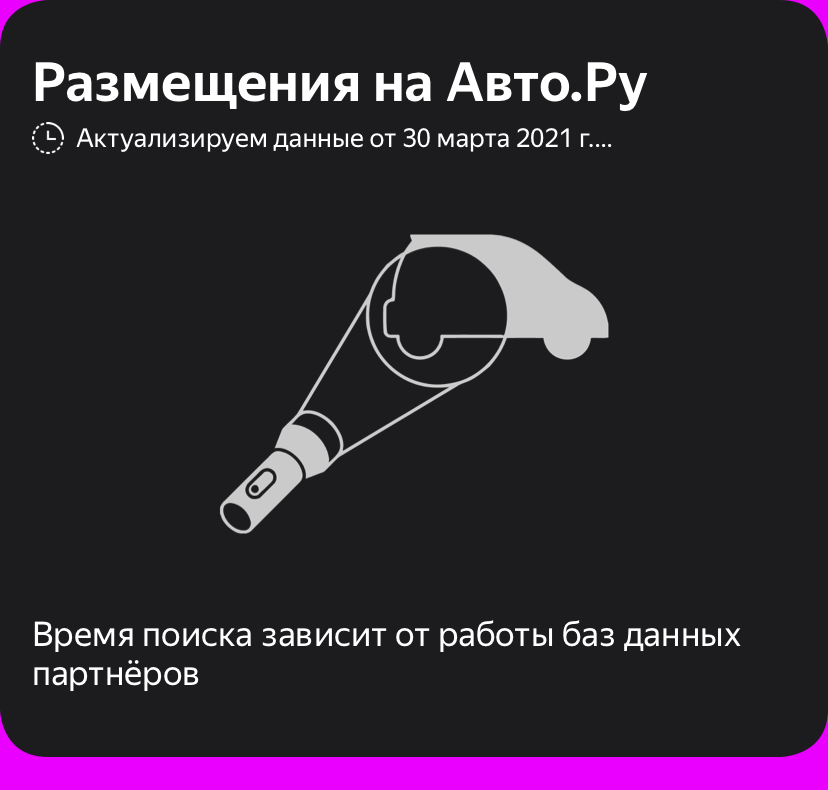 Размещения на Авто.Ру
Актуализируем данные от 30 марта 2021 г....
Время поиска зависит от работы баз данных
партнёров